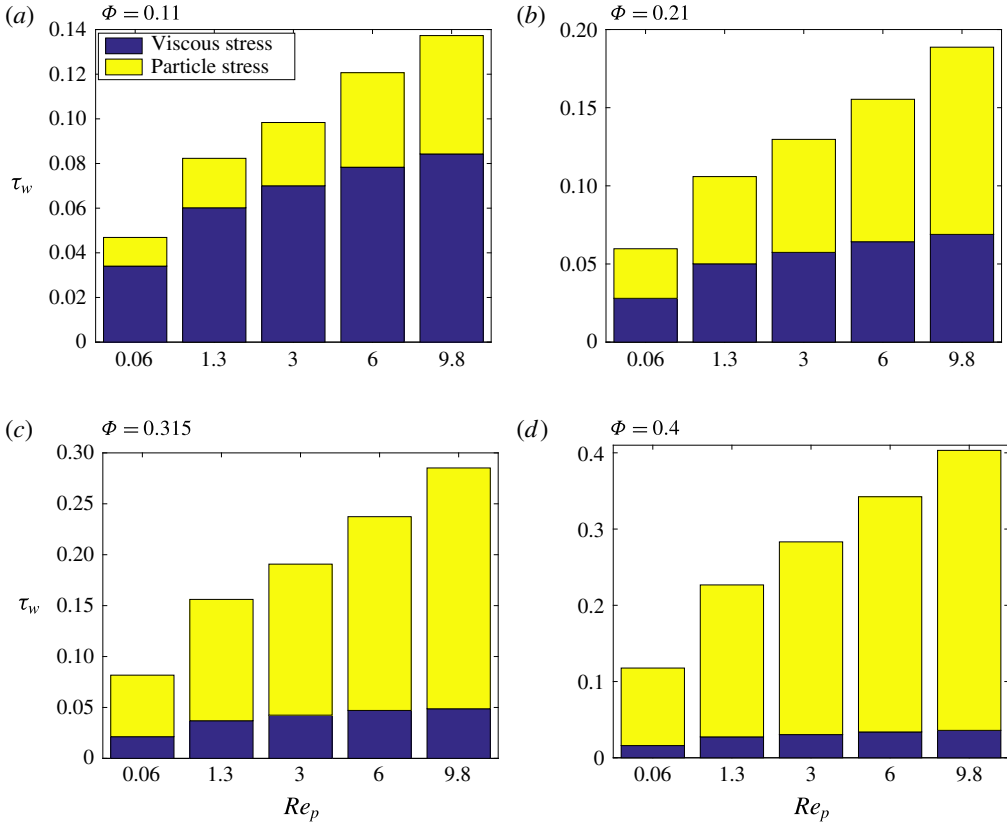 (a)
Φ = 0.11
0.14
0.12
0.10
0.08
0.06
0.04
0.02
0
τw
Viscous stress
Particle stress
0.06 1.3 3 6 9.8
(b)
Φ = 0.21
0.20
0.15
0.10
0.05
0
0.06 1.3 3 6 9.8
(c)
Φ = 0.315
0.30
0.25
0.20
0.15
0.10
0.05
0
τw
0.06 1.3 3 6 9.8
Rep
(d)
Φ = 0.4
0.4
0.3
0.2
0.1
0
0.06 1.3 3 6 9.8
Rep